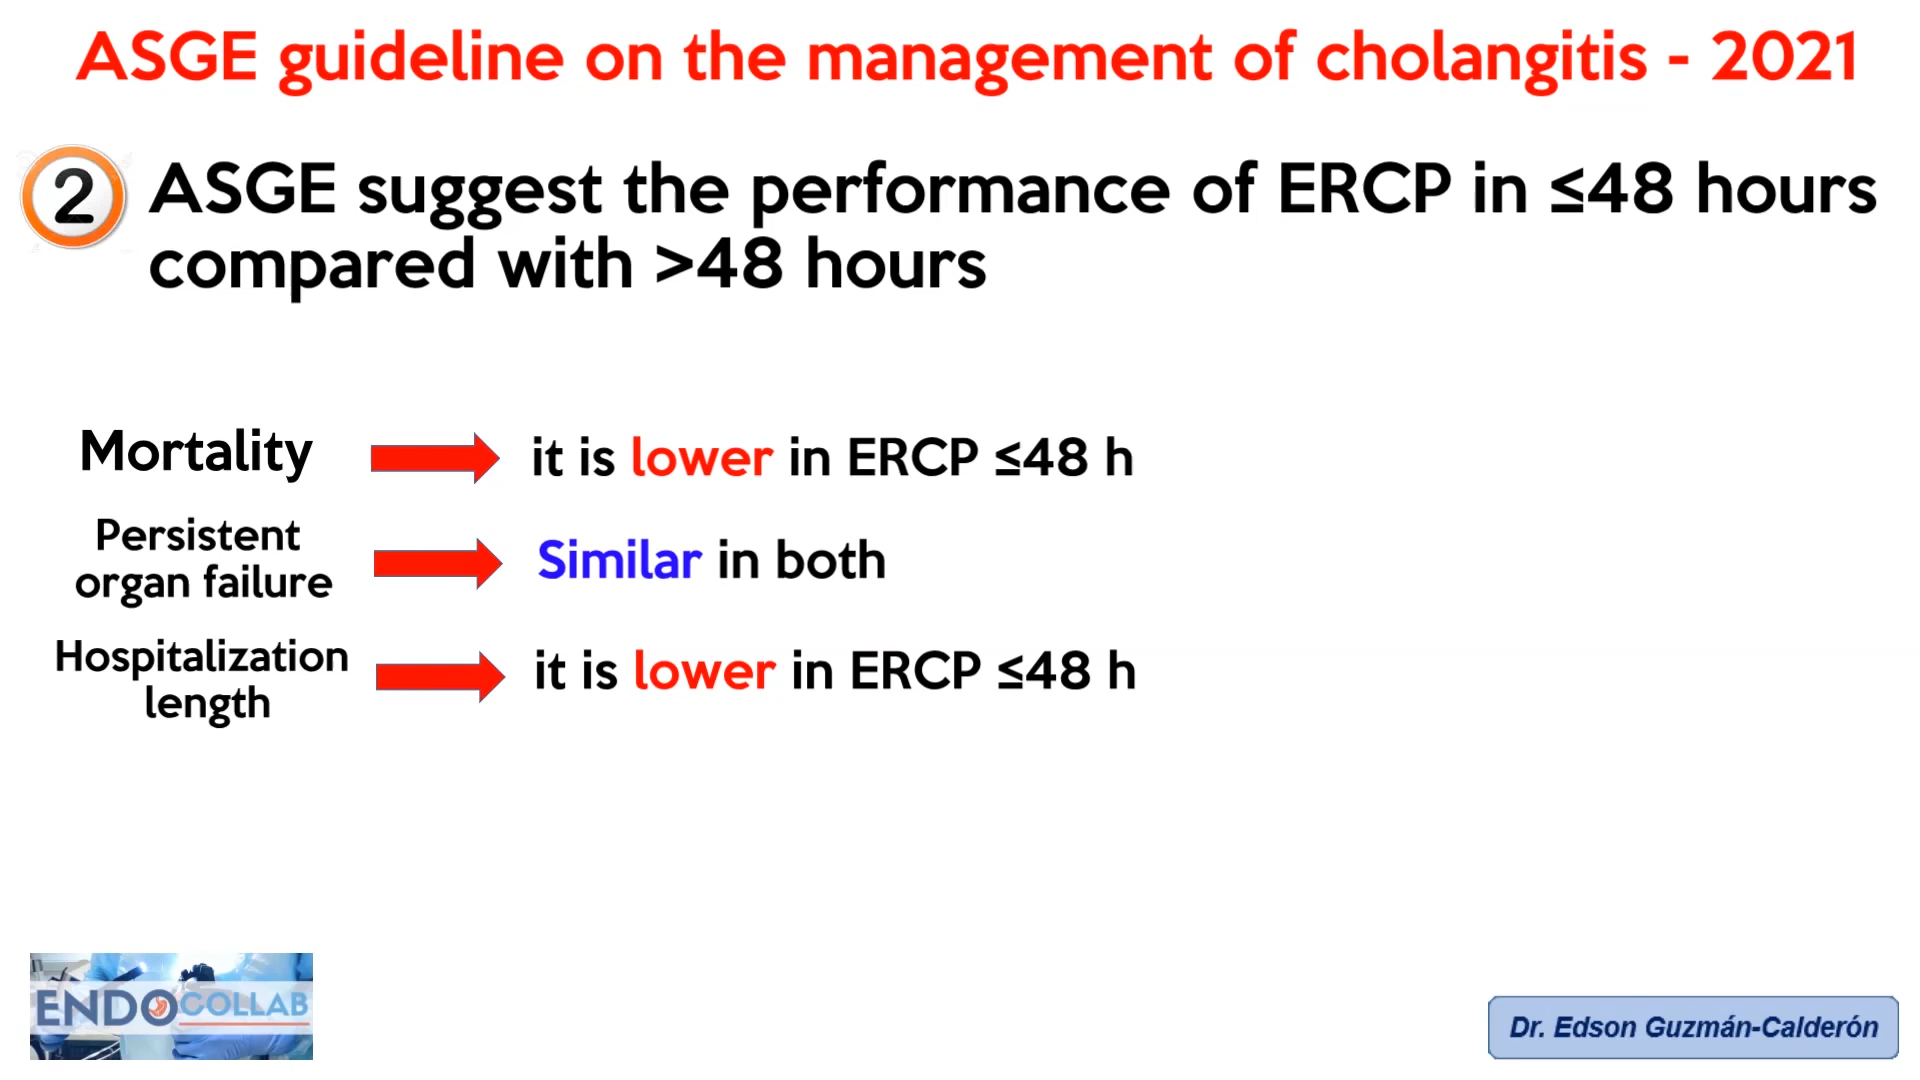 ASGE guideline on the management of cholangitis - 2021
2 ASGE suggest the performance of ERCP in ≤48 hours
compared with >48 hours
Mortality it is lower in ERCP ≤48 h
Persistent
organ failure
Similar in both
Hospitalization
length
it is lower in ERCP ≤48 h
ENDOCOLLAB
Dr. Edson Guzmán-Calderón